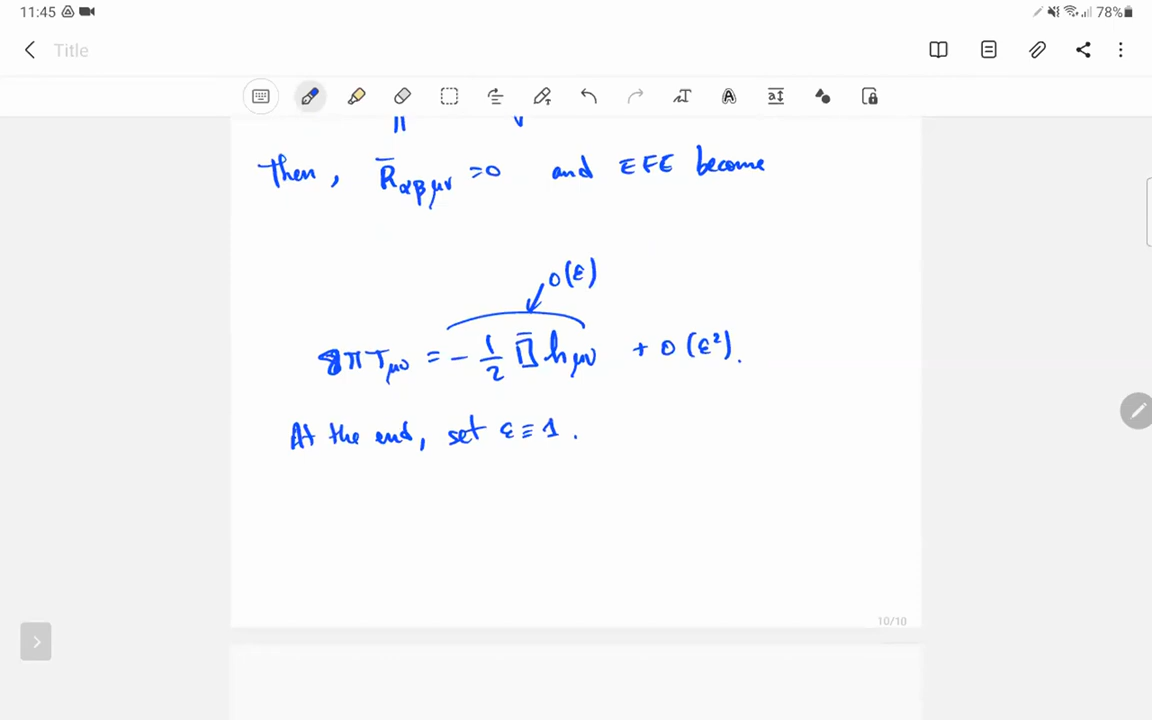 11:45 78%
Title
Then, R̄αβμν =0 and EFE become
O(ε)
8πTμν = - 1/2 □̄ hμν + O(ε²).
At the end, set ε ≡ 1.
10/10